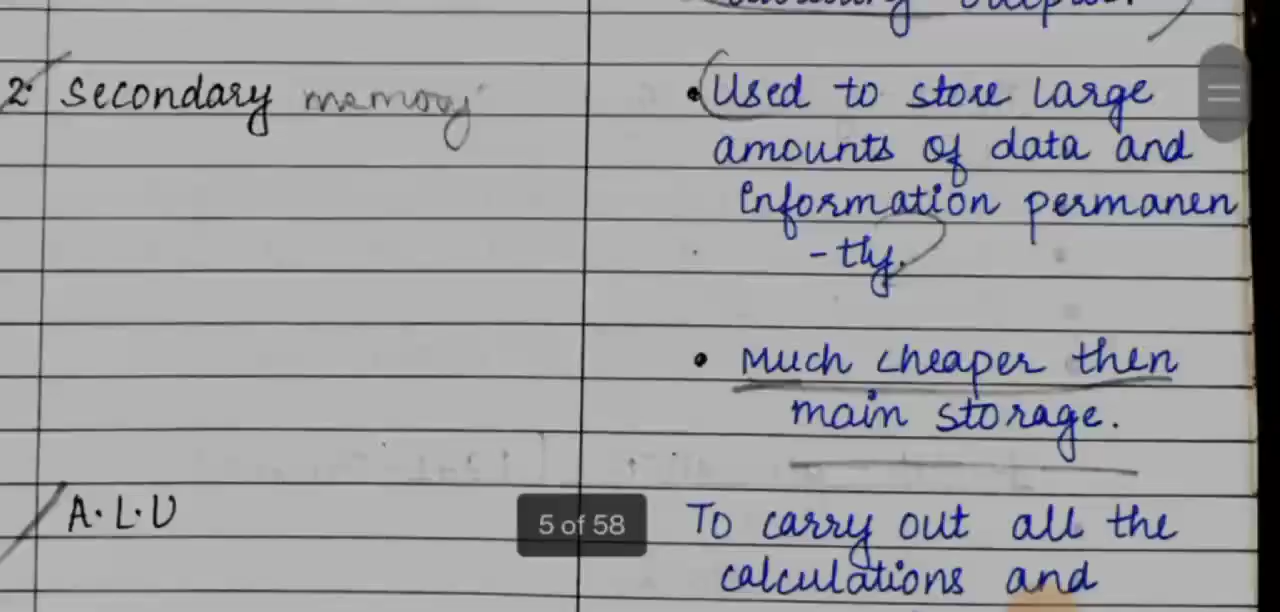 2. Secondary memory
• Used to store large
amounts of data and
information permanen
-tly.
• Much cheaper then
main storage.
A.L.U
To carry out all the
calculations and
5 of 58